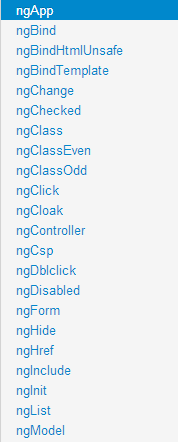 ngApp
ngBind
ngBindHtmlUnsafe
ngBindTemplate
ngChange
ngChecked
ngClass
ngClassEven
ngClassOdd
ngClick
ngCloak
ngController
ngCsp
ngDblclick
ngDisabled
ngForm
ngHide
ngHref
ngInclude
ngInit
ngList
ngModel